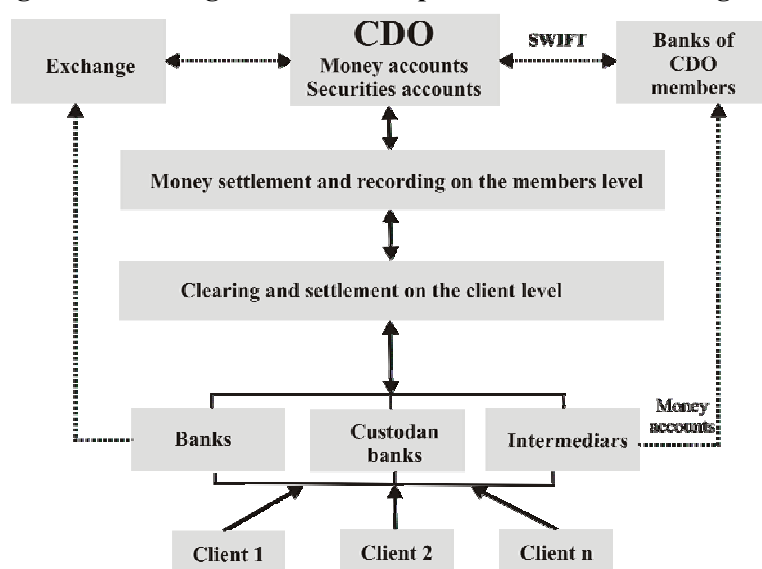 CDO
Money accounts
Securities accounts
Exchange
SWIFT
Banks of
CDO
members
Money settlement and recording on the members level
Clearing and settlement on the client level
Banks
Custodan
banks
Intermediars
Money
accounts
Client 1
Client 2
Client n